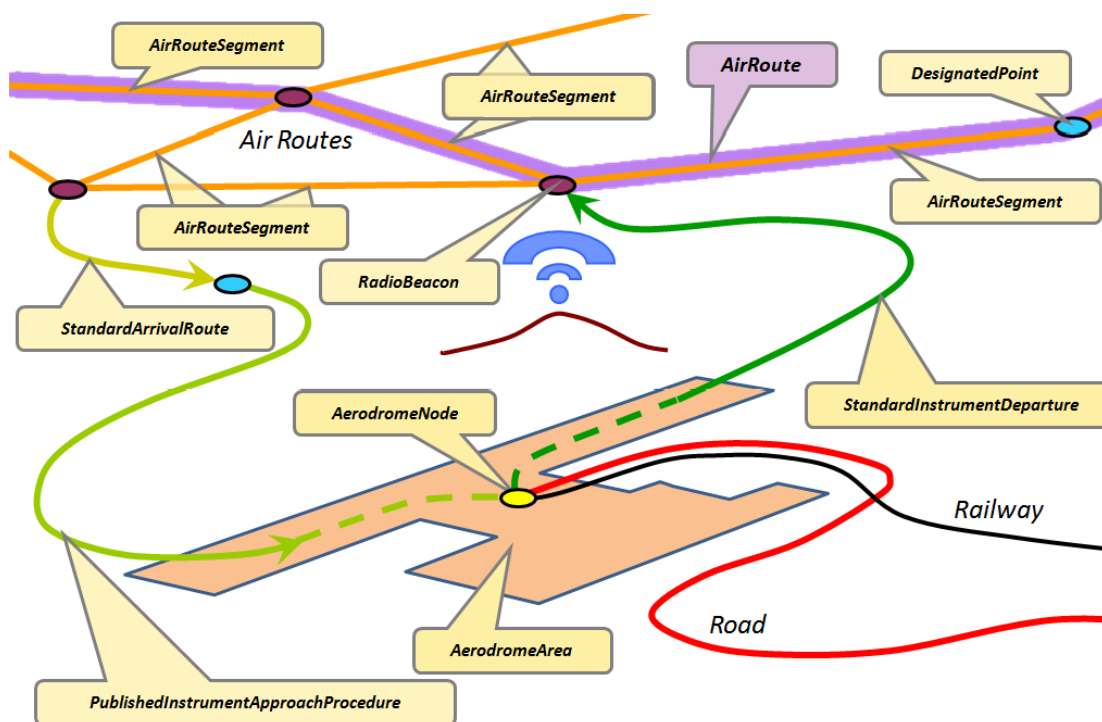 AirRouteSegment
AirRoute
DesignatedPoint
AirRouteSegment
Air Routes
AirRouteSegment
AirRouteSegment
RadioBeacon
StandardArrivalRoute
AerodromeNode
StandardInstrumentDeparture
Railway
Road
AerodromeArea
PublishedInstrumentApproachProcedure